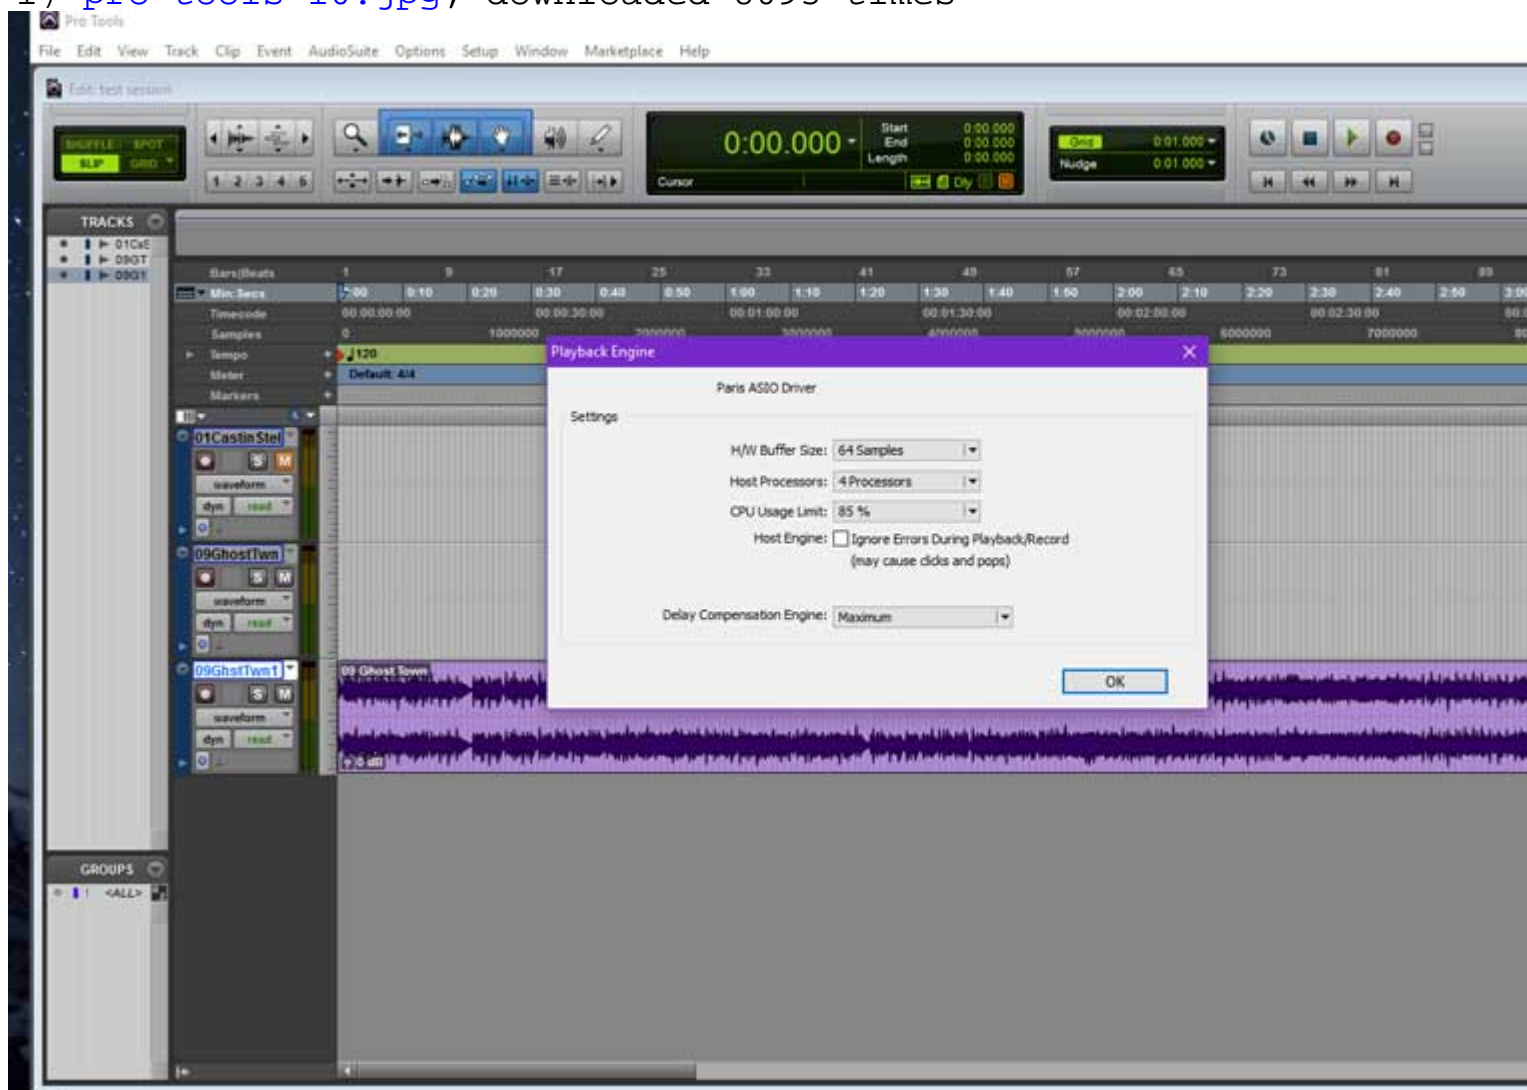 Pro Tools
File Edit View Track Clip Event AudioSuite Options Setup Window Marketplace Help
Edit: test session
SHUFFLE SPOT
SLIP GRID
1 2 3 4 5
0:00.000
Start 0:00.000
End 0:00.000
Length 0:00.000
Cursor
Dly
Grid 0:01.000
Nudge 0:01.000
TRACKS
01CsS
09GT
09GT
Bars|Beats 1 9 17 25 33 41 49 57 65 73 81 89
Min:Secs 0:00 0:10 0:20 0:30 0:40 0:50 1:00 1:10 1:20 1:30 1:40 1:50 2:00 2:10 2:20 2:30 2:40 2:50 3:00
Timecode 00:00:00:00 00:00:30:00 00:01:00:00 00:01:30:00 00:02:00:00 00:02:30:00
Samples 0 1000000 2000000 3000000 4000000 5000000 6000000 7000000
Tempo 120
Meter Default: 4/4
Markers
Playback Engine
Paris ASIO Driver
Settings
H/W Buffer Size: 64 Samples
Host Processors: 4 Processors
CPU Usage Limit: 85 %
Host Engine: Ignore Errors During Playback/Record
(may cause clicks and pops)
Delay Compensation Engine: Maximum
OK
01CastinStel
S M
waveform
dyn read
09GhostTwn
S M
waveform
dyn read
09GhstTwn1
S M
waveform
dyn read
09 Ghost Town
0 dB
GROUPS
! <ALL>